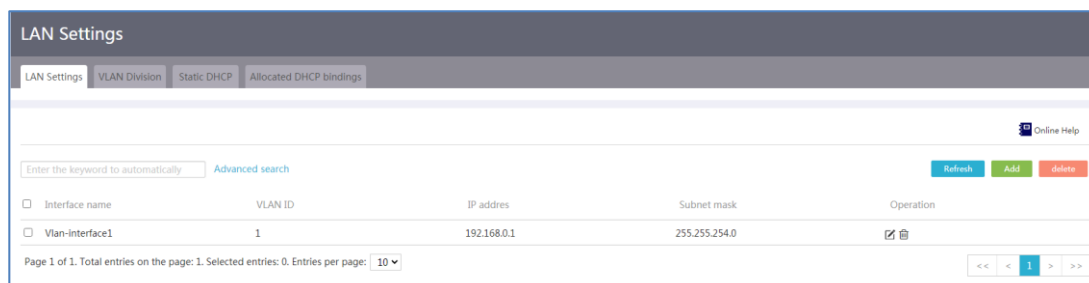 LAN Settings
LAN Settings VLAN Division Static DHCP Allocated DHCP bindings
Online Help
Enter the keyword to automatically Advanced search Refresh Add delete
Interface name VLAN ID IP addres Subnet mask Operation
Vlan-interface1 1 192.168.0.1 255.255.254.0
Page 1 of 1. Total entries on the page: 1. Selected entries: 0. Entries per page: 10
<< < 1 > >>